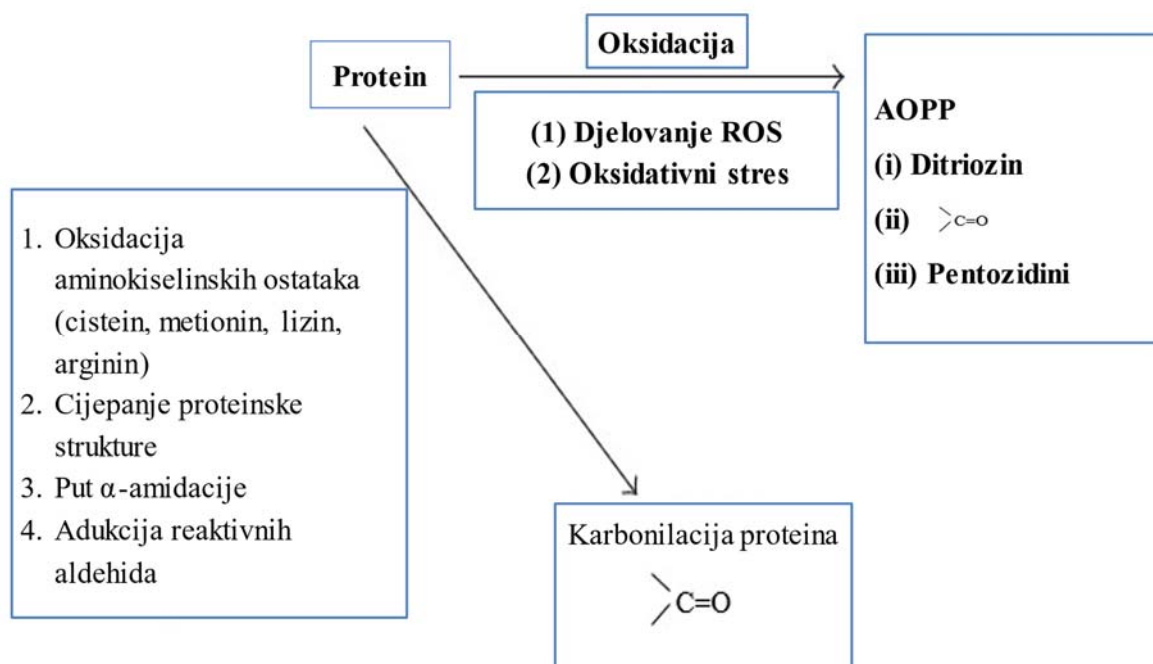 Oksidacija
Protein
(1) Djelovanje ROS
(2) Oksidativni stres
AOPP
(i) Ditriozin
(ii) >C=O
(iii) Pentozidini
1. Oksidacija
aminokiselinskih ostataka
(cistein, metionin, lizin,
arginin)
2. Cijepanje proteinske
strukture
3. Put α-amidacije
4. Adukcija reaktivnih
aldehida
Karbonilacija proteina
>C=O